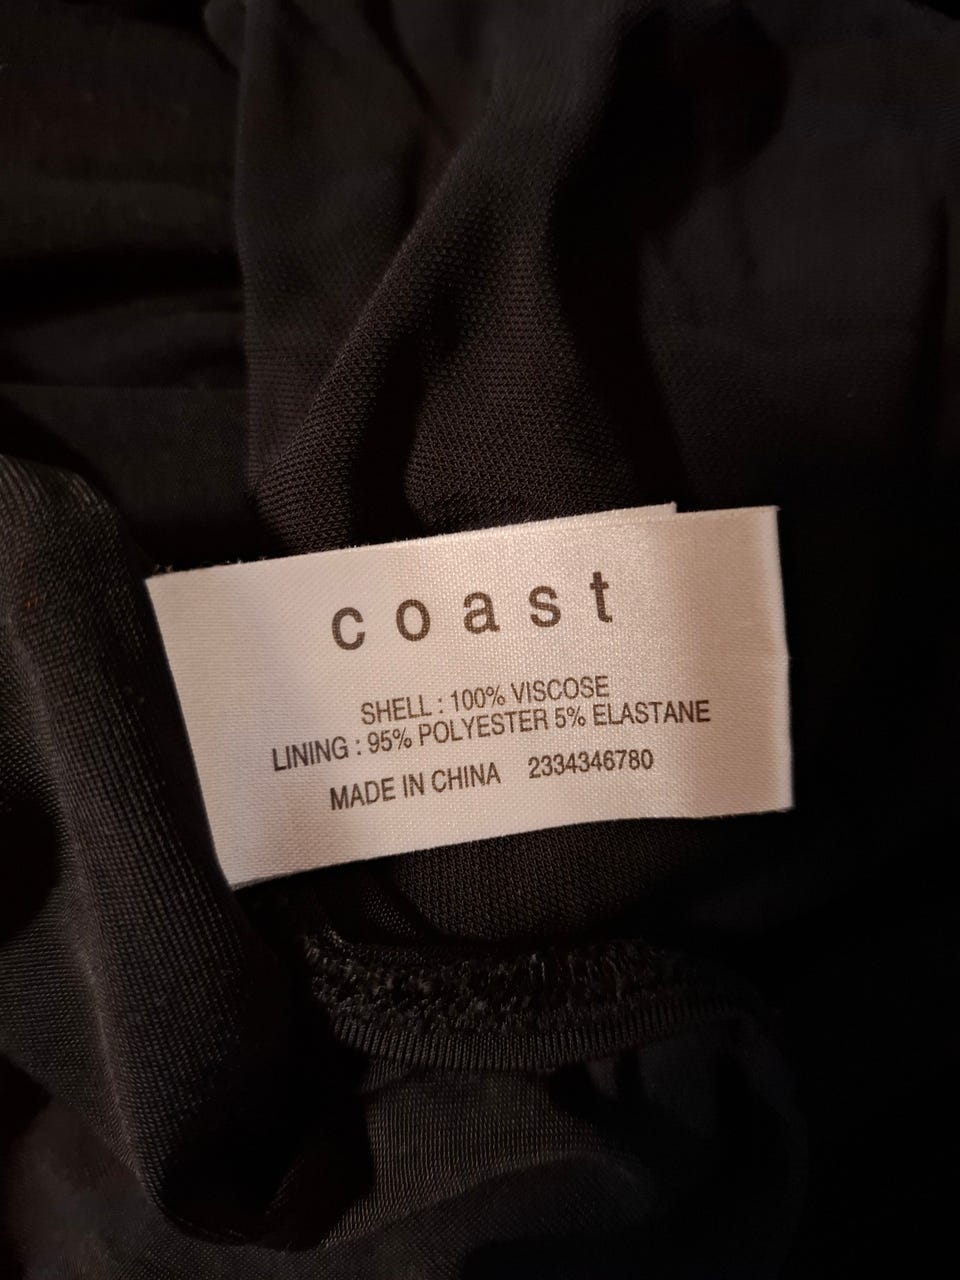 coast
SHELL : 100% VISCOSE
LINING : 95% POLYESTER 5% ELASTANE
MADE IN CHINA 2334346780